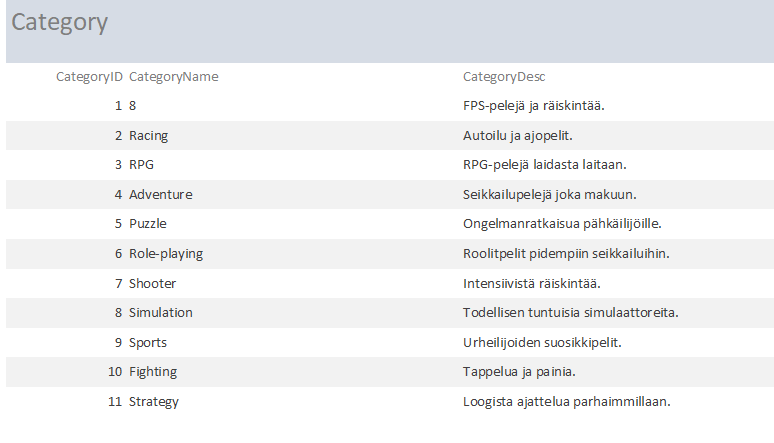 Category
CategoryID CategoryName CategoryDesc
1 8 FPS-pelejä ja räiskintää.
2 Racing Autoilu ja ajopelit.
3 RPG RPG-pelejä laidasta laitaan.
4 Adventure Seikkailupelejä joka makuun.
5 Puzzle Ongelmanratkaisua pähkäilijöille.
6 Role-playing Roolitpelit pidempiin seikkailuihin.
7 Shooter Intensiivistä räiskintää.
8 Simulation Todellisen tuntuisia simulaattoreita.
9 Sports Urheilijoiden suosikkipelit.
10 Fighting Tappelua ja painia.
11 Strategy Loogista ajattelua parhaimmillaan.